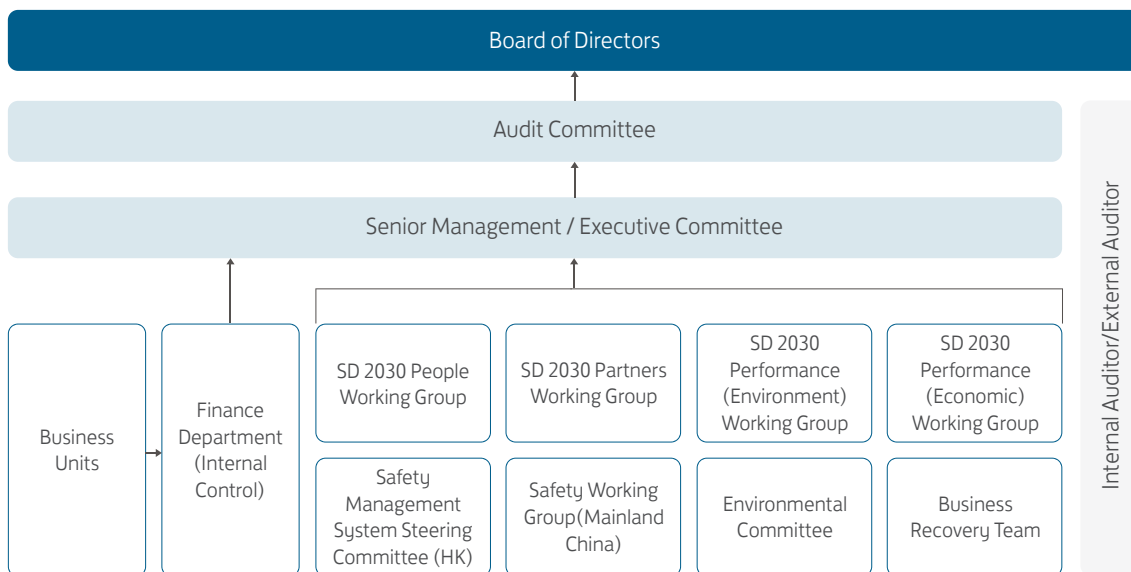 Board of Directors
Audit Committee
Senior Management / Executive Committee
Business
Units
Finance
Department
(Internal
Control)
SD 2030 People
Working Group
SD 2030 Partners
Working Group
SD 2030
Performance
(Environment)
Working Group
SD 2030
Performance
(Economic)
Working Group
Safety
Management
System Steering
Committee (HK)
Safety Working
Group(Mainland
China)
Environmental
Committee
Business
Recovery Team
Internal Auditor/External Auditor